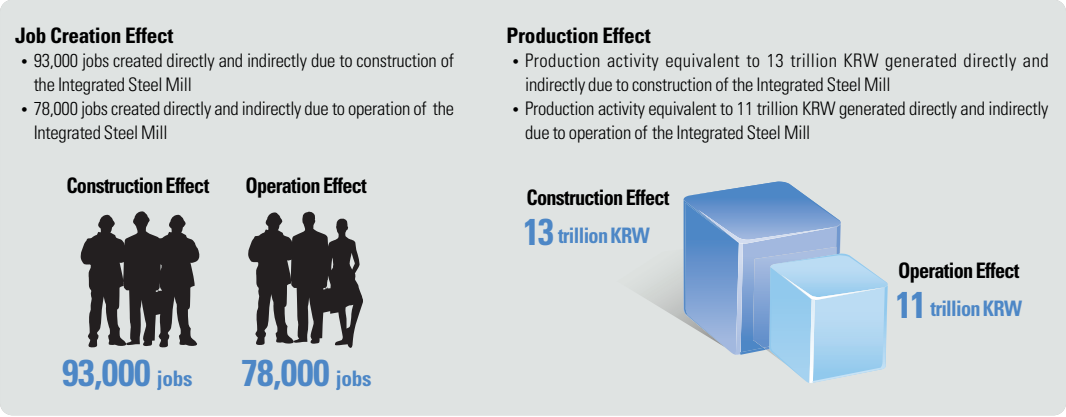 Job Creation Effect
• 93,000 jobs created directly and indirectly due to construction of
the Integrated Steel Mill
• 78,000 jobs created directly and indirectly due to operation of the
Integrated Steel Mill
Construction Effect
Operation Effect
93,000 jobs
78,000 jobs
Production Effect
• Production activity equivalent to 13 trillion KRW generated directly and
indirectly due to construction of the Integrated Steel Mill
• Production activity equivalent to 11 trillion KRW generated directly and indirectly
due to operation of the Integrated Steel Mill
Construction Effect
13 trillion KRW
Operation Effect
11 trillion KRW